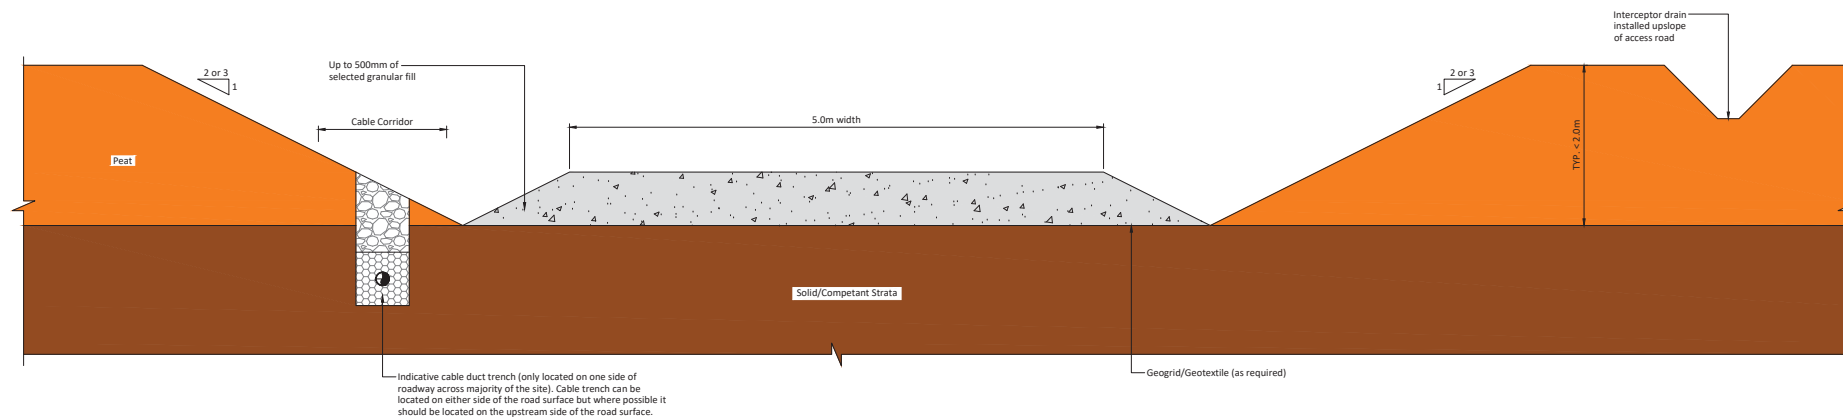 Interceptor drain
installed upslope
of access road
2 or 3
1
Up to 500mm of
selected granular fill
2 or 3
1
Cable Corridor
5.0m width
TYP. < 2.0m
Peat
Solid/Competant Strata
Indicative cable duct trench (only located on one side of
roadway across majority of the site). Cable trench can be
located on either side of the road surface but where possible it
should be located on the upstream side of the road surface.
Geogrid/Geotextile (as required)